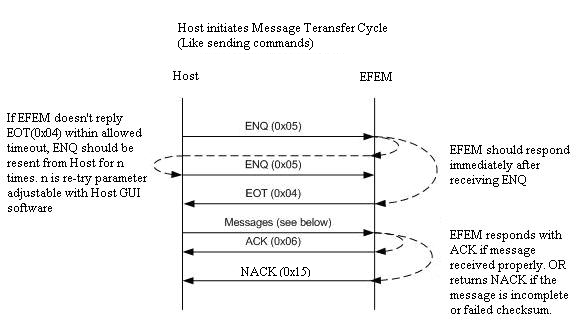 Host initiates Message Teransfer Cycle
(Like sending commands)
Host
EFEM
If EFEM doesn't reply
EOT(0x04) within allowed
timeout, ENQ should be
resent from Host for n
times. n is re-try parameter
adjustable with Host GUI
software
ENQ (0x05)
ENQ (0x05)
EOT (0x04)
EFEM should respond
immediately after
receiving ENQ
Messages (see below)
ACK (0x06)
NACK (0x15)
EFEM responds with
ACK if message
received properly. OR
returns NACK if the
message is incomplete
or failed checksum.